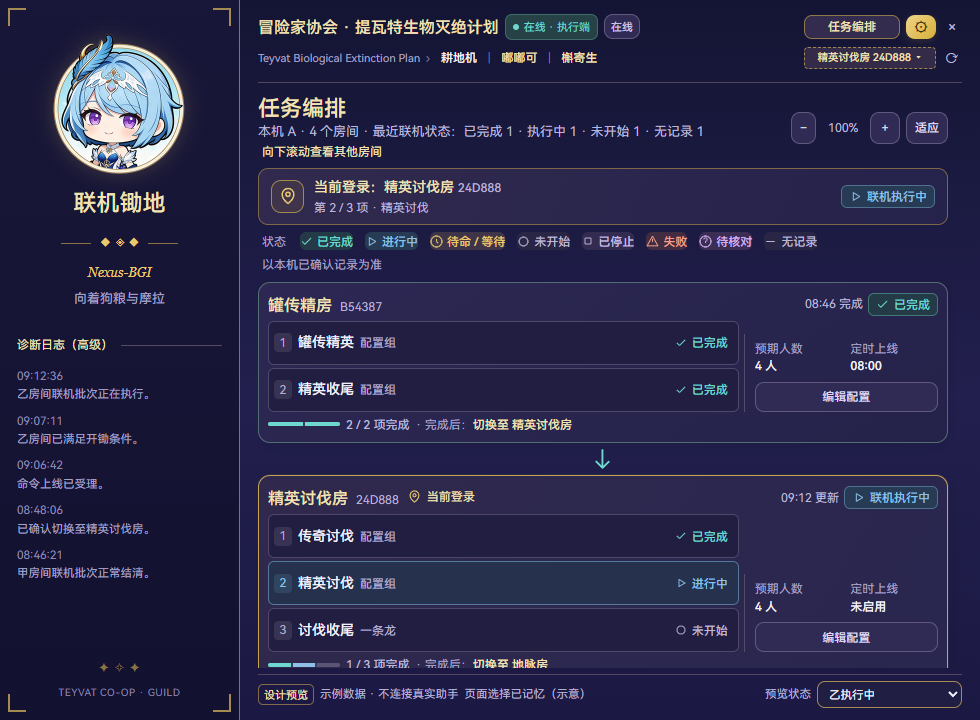 联机锄地
Nexus-BGI
向着狗粮与摩拉
诊断日志（高级）
09:12:36
乙房间联机批次正在执行。
09:07:11
乙房间已满足开锄条件。
09:06:42
命令上线已受理。
08:48:06
已确认切换至精英讨伐房。
08:46:21
甲房间联机批次正常结清。
TEYVAT CO-OP · GUILD
冒险家协会 · 提瓦特生物灭绝计划 在线 · 执行端 在线
任务编排
Teyvat Biological Extinction Plan › 耕地机 | 嘟嘟可 | 槲寄生
精英讨伐房 24D888
任务编排
本机 A · 4 个房间 · 最近联机状态：已完成 1 · 执行中 1 · 未开始 1 · 无记录 1
向下滚动查看其他房间
− 100% + 适应
当前登录：精英讨伐房 24D888
第 2 / 3 项 · 精英讨伐
联机执行中
状态 已完成 进行中 待命 / 等待 未开始 已停止 失败 待核对 无记录
以本机已确认记录为准
罐传精房 B54387
08:46 完成 已完成
1 罐传精英 配置组 已完成
2 精英收尾 配置组 已完成
预期人数 定时上线
4 人 08:00
编辑配置
2 / 2 项完成 · 完成后：切换至 精英讨伐房
精英讨伐房 24D888 当前登录
09:12 更新 联机执行中
1 传奇讨伐 配置组 已完成
2 精英讨伐 配置组 进行中
3 讨伐收尾 一条龙 未开始
预期人数 定时上线
4 人 未启用
编辑配置
1 / 3 项完成 · 完成后：切换至 地脉房
设计预览 示例数据 · 不连接真实助手 页面选择已记忆（示意）
预览状态 乙执行中